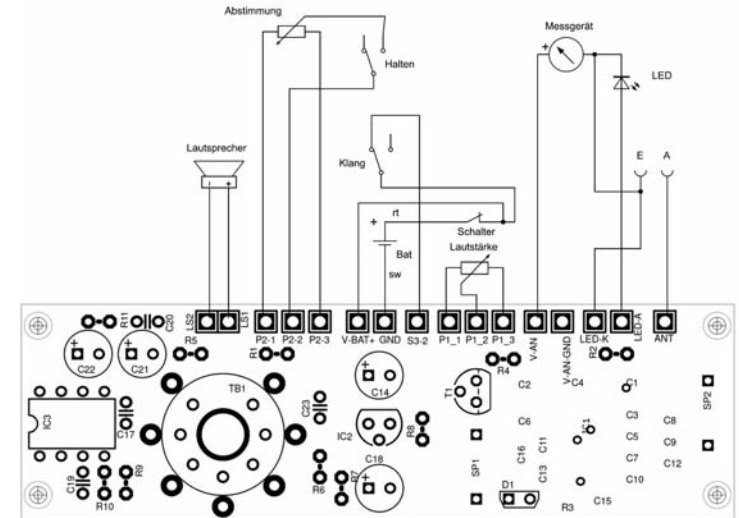 Abstimmung
Messgerät
+
Halten
LED
Lautsprecher
- +
Klang
E A
+ rt
Schalter
Bat
Lautstärke
sw
LS2
LS1
P2-1 P2-2 P2-3
V-BAT+ GND S3-2
P1_1 P1_2 P1_3
V-AN
V-AN-GND
LED-K
LED-A
ANT
R11
C20
R5
R1
R4
R2
C22
C21
TB1
C14
T1
C2
C4
C1
SP2
IC3
C17
C23
IC2
R8
C6
IC1
C3
C8
C5
C9
C11
C16
C7
C12
C13
C10
C19
R10
R9
R6
R7
C18
SP1
D1
R3
C15